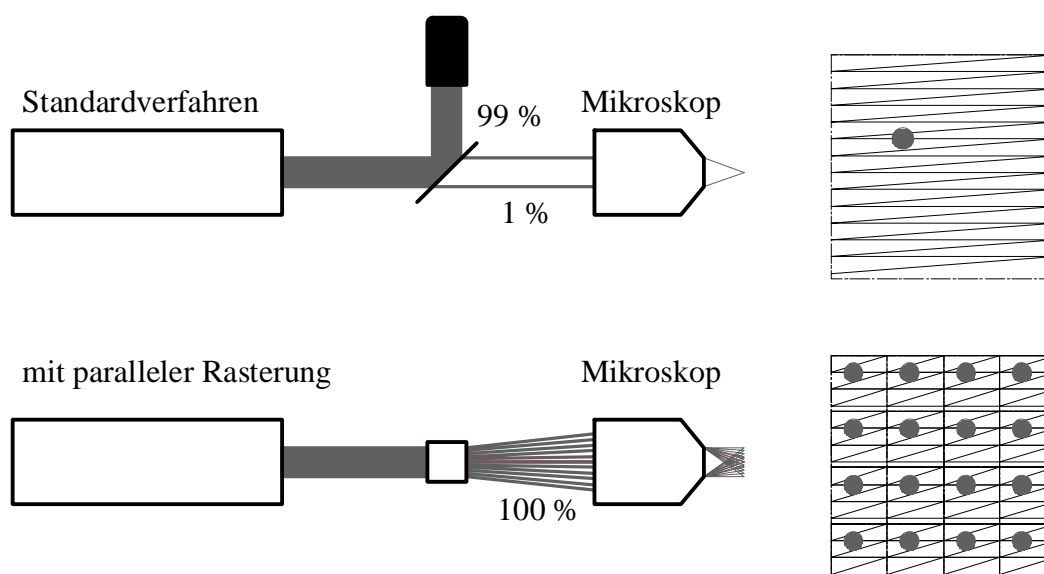 Standardverfahren
Mikroskop
99 %
1 %
mit paralleler Rasterung
Mikroskop
100 %